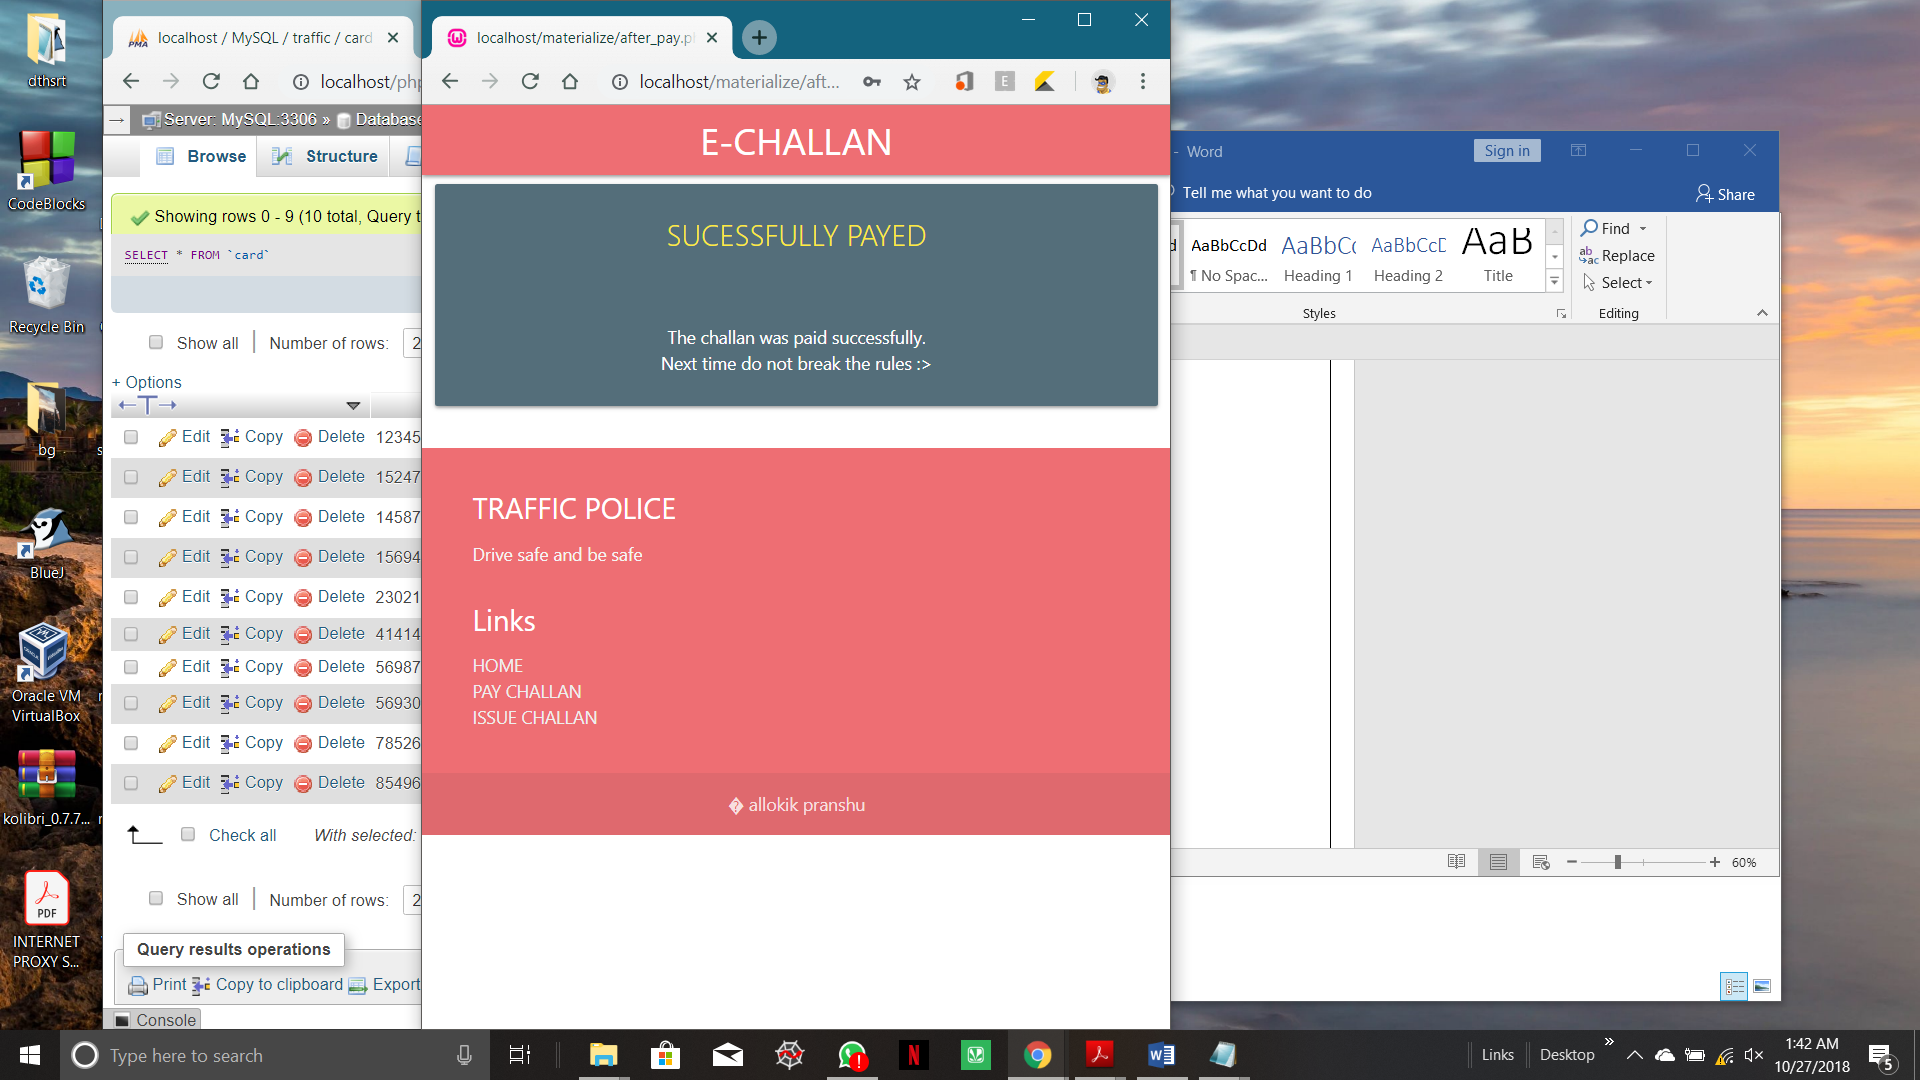 dthsrt
CodeBlocks
Recycle Bin
bg
BlueJ
Oracle VM
VirtualBox
kolibri_0.7.7...
PDF
INTERNET
PROXY S...
PMA
localhost / MySQL / traffic / card
localhost/php
Server: MySQL:3306 » Database
Browse
Structure
Showing rows 0 - 9 (10 total, Query t
SELECT * FROM `card`
Show all
Number of rows:
2
+ Options
←T→
Edit Copy Delete 12345
Edit Copy Delete 15247
Edit Copy Delete 14587
Edit Copy Delete 15694
Edit Copy Delete 23021
Edit Copy Delete 41414
Edit Copy Delete 56987
Edit Copy Delete 56930
Edit Copy Delete 78526
Edit Copy Delete 85496
Check all
With selected:
Show all
Number of rows:
2
Query results operations
Print Copy to clipboard Export
Console
localhost/materialize/after_pay.p
localhost/materialize/aft...
E
E-CHALLAN
SUCESSFULLY PAYED
The challan was paid successfully.
Next time do not break the rules :>
TRAFFIC POLICE
Drive safe and be safe
Links
HOME
PAY CHALLAN
ISSUE CHALLAN
� allokik pranshu
- Word
Sign in
Tell me what you want to do
Share
AaBbCcDd
¶ No Spac...
AaBbCc
Heading 1
AaBbCcD
Heading 2
AaB
Title
Styles
Find
Replace
Select
Editing
60%
Type here to search
N
Links
Desktop
»
1:42 AM
10/27/2018
5